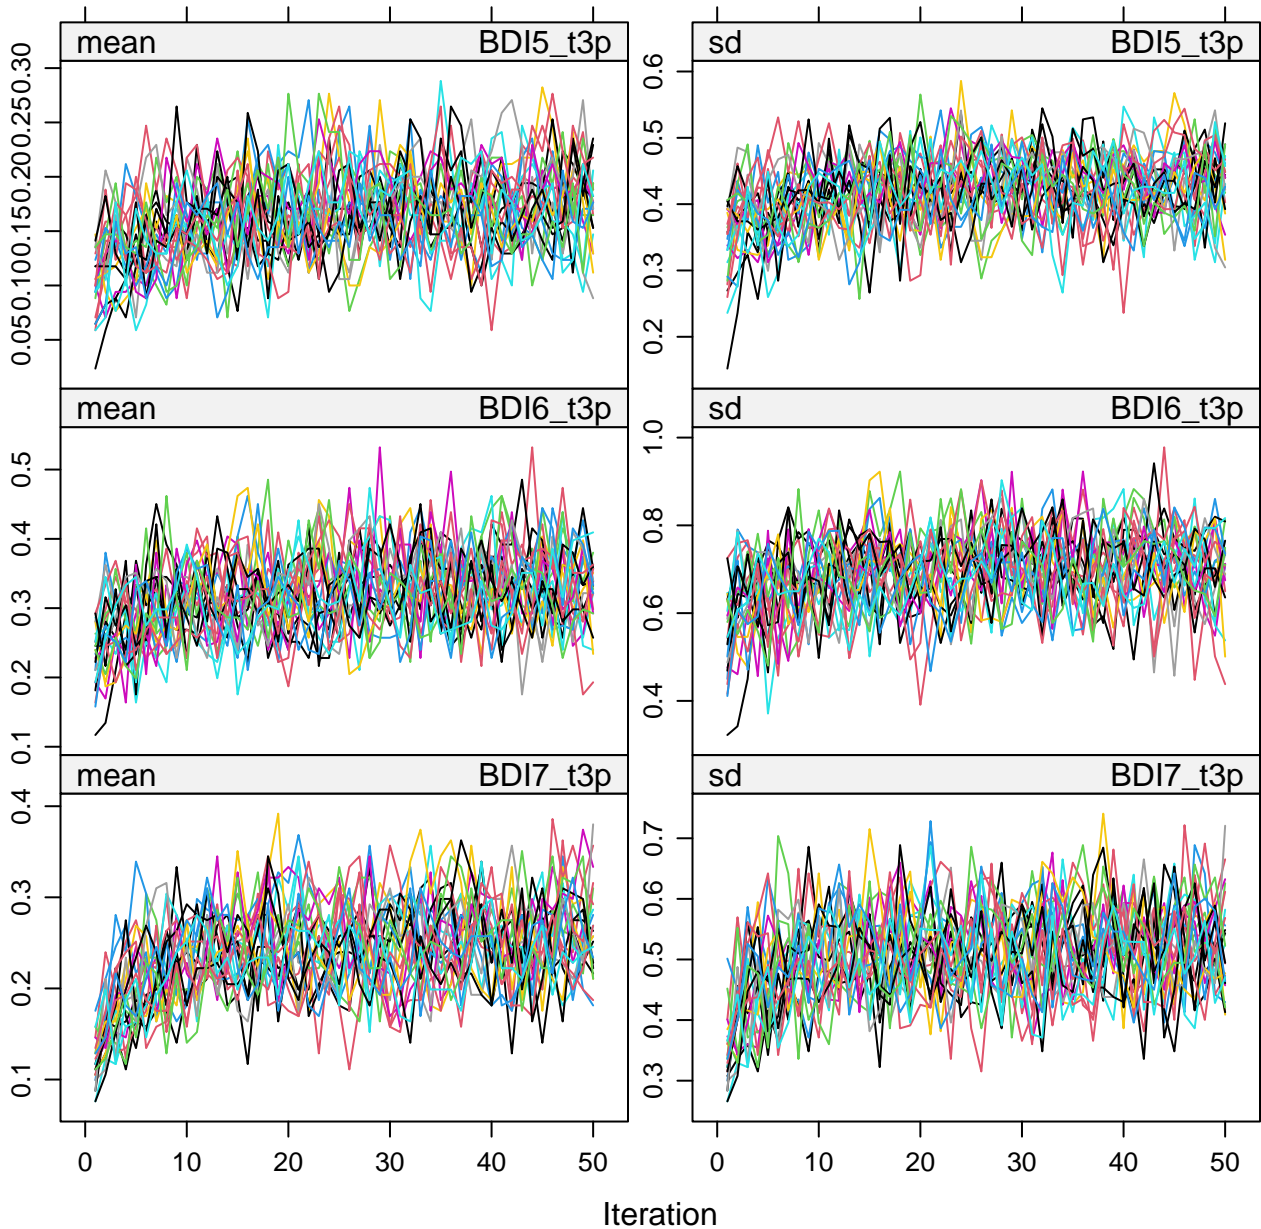 mean BDI5_t3p sd BDI5_t3p
0.05 0.10 0.15 0.20 0.25 0.30
0.2 0.3 0.4 0.5 0.6
mean BDI6_t3p sd BDI6_t3p
0.1 0.2 0.3 0.4 0.5
0.4 0.6 0.8 1.0
mean BDI7_t3p sd BDI7_t3p
0.1 0.2 0.3 0.4
0.3 0.4 0.5 0.6 0.7
0 10 20 30 40 50 0 10 20 30 40 50
Iteration